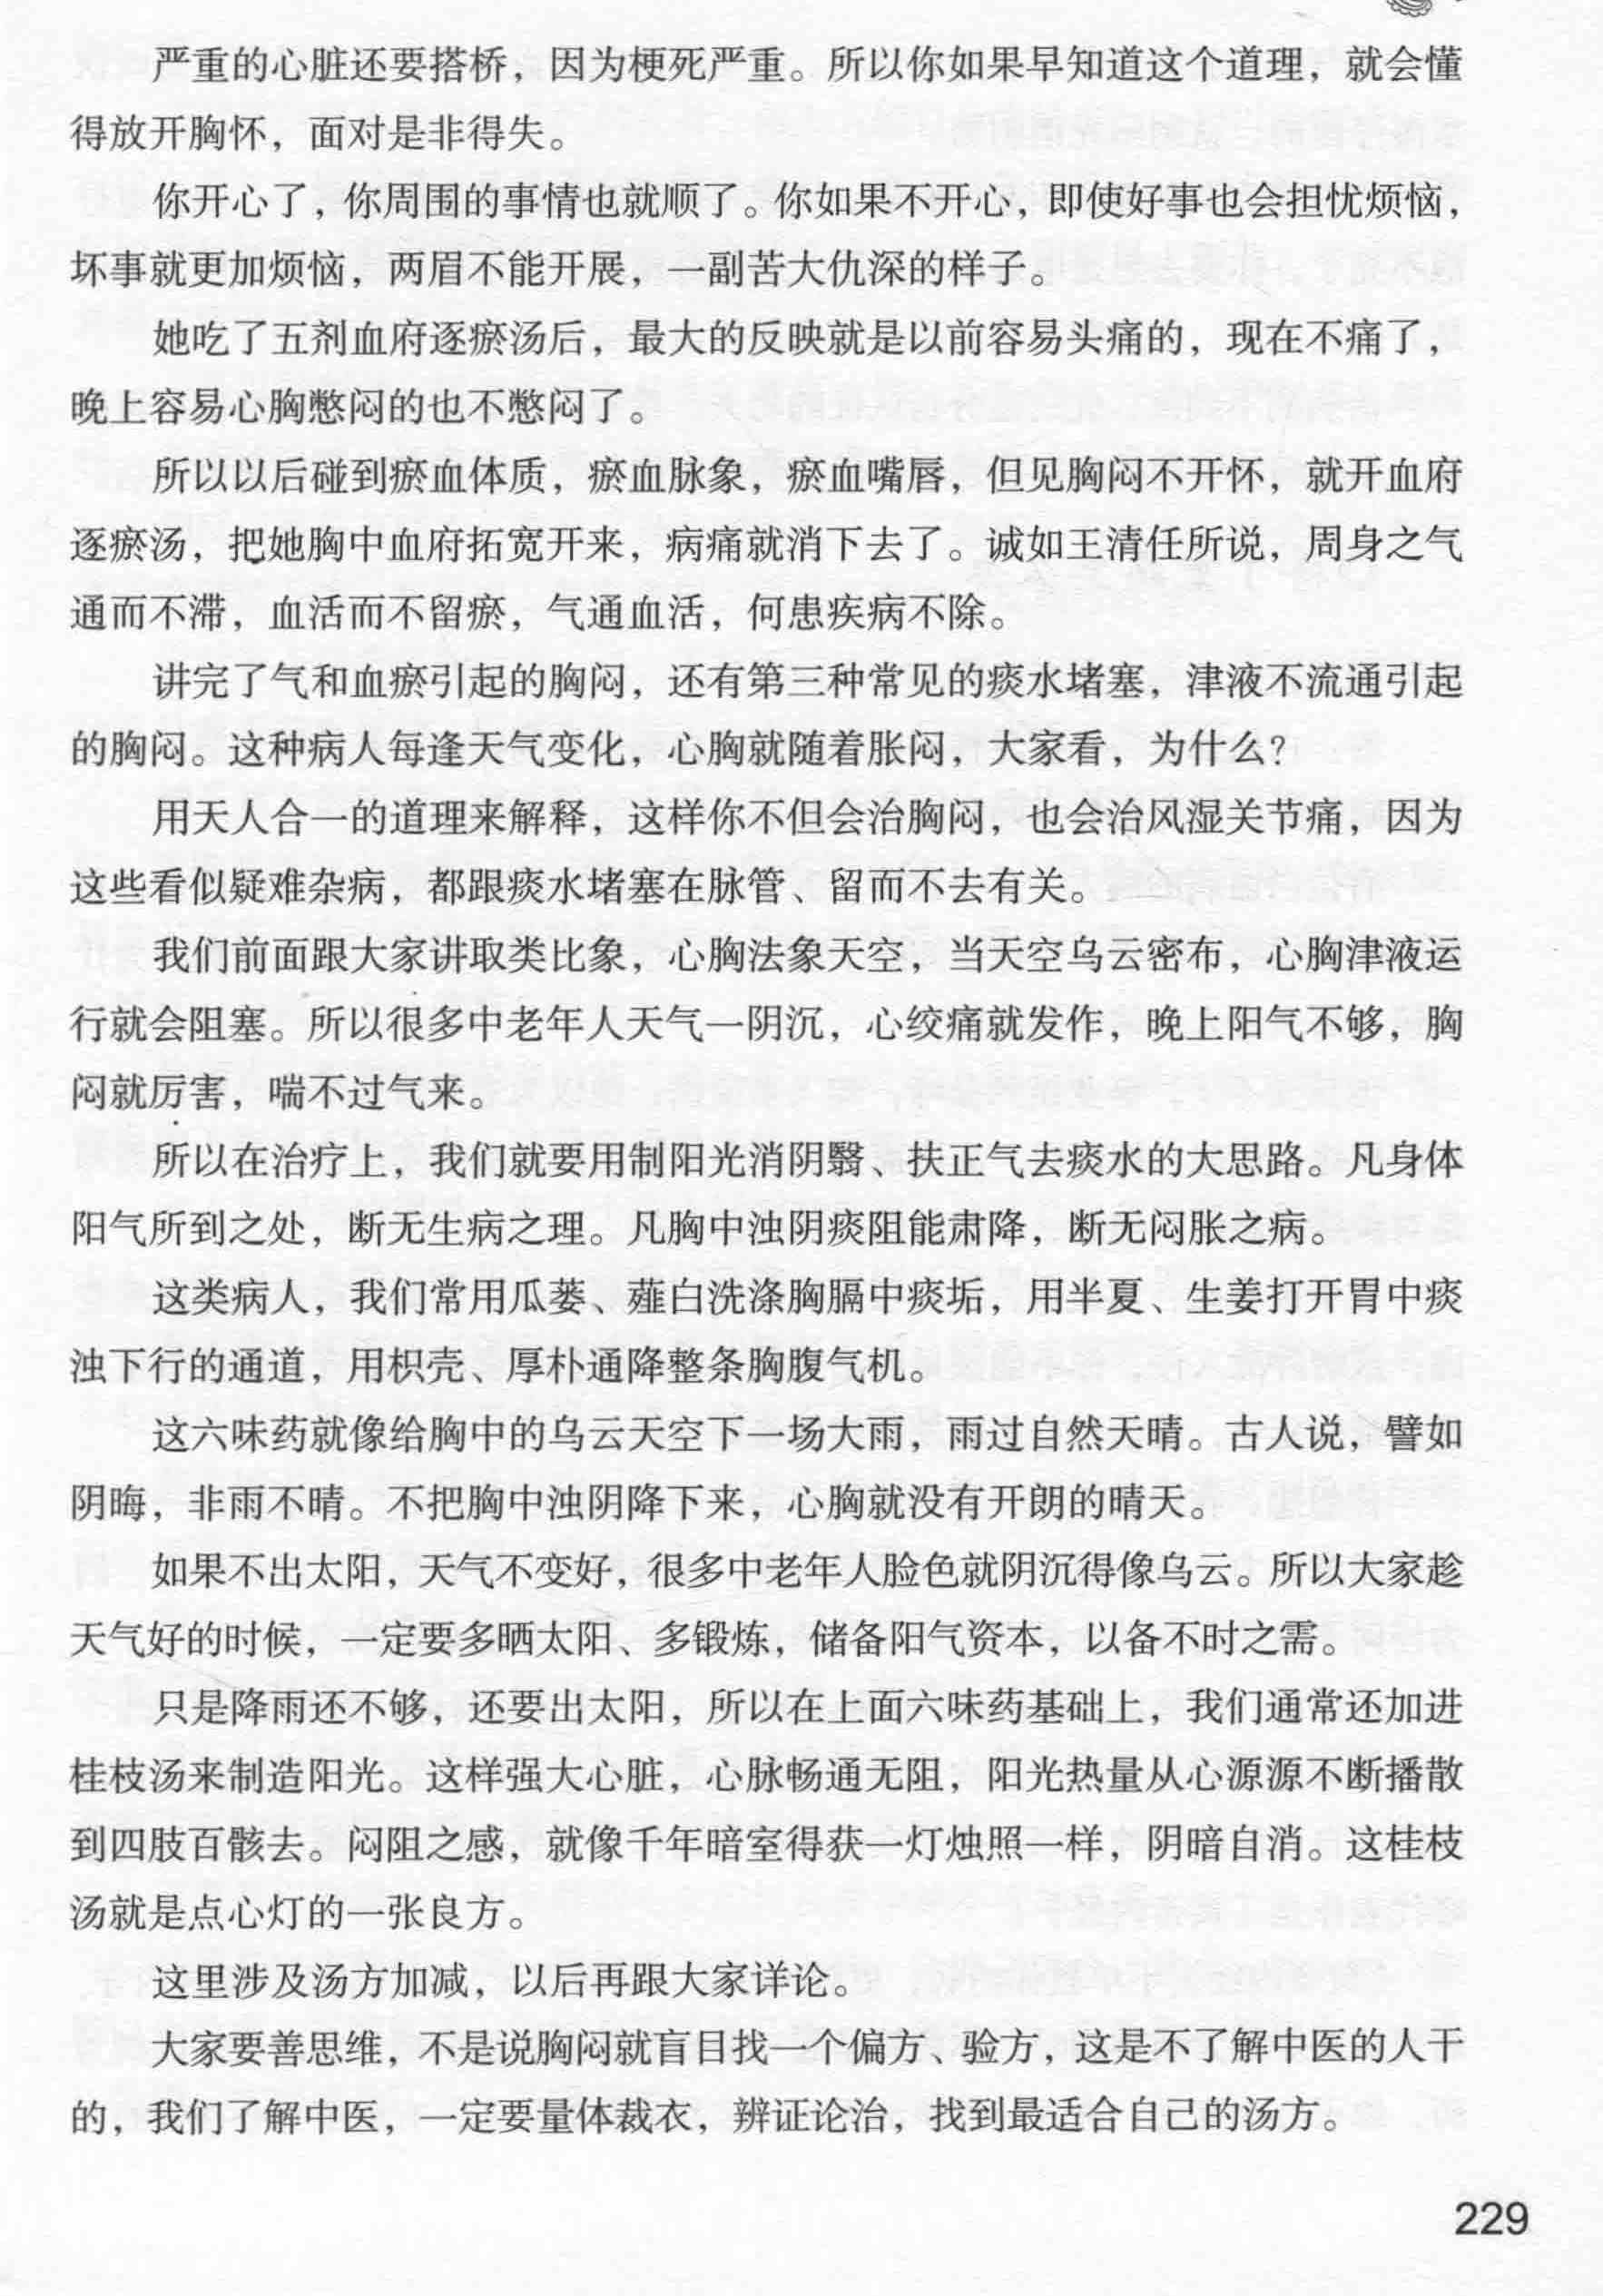 严重的心脏还要搭桥，因为梗死严重。所以你如果早知道这个道理，就会懂
得放开胸怀，面对是非得失。
你开心了，你周围的事情也就顺了。你如果不开心，即使好事也会担忧烦恼，
坏事就更加烦恼，两眉不能开展，一副苦大仇深的样子。
她吃了五剂血府逐瘀汤后，最大的反映就是以前容易头痛的，现在不痛了，
晚上容易心胸憋闷的也不憋闷了。
所以以后碰到瘀血体质，瘀血脉象，瘀血嘴唇，但见胸闷不开怀，就开血府
逐瘀汤，把她胸中血府拓宽开来，病痛就消下去了。诚如王清任所说，周身之气
通而不滞，血活而不留瘀，气通血活，何患疾病不除。
讲完了气和血瘀引起的胸闷，还有第三种常见的痰水堵塞，津液不流通引起
的胸闷。这种病人每逢天气变化，心胸就随着胀闷，大家看，为什么？
用天人合一的道理来解释，这样你不但会治胸闷，也会治风湿关节痛，因为
这些看似疑难杂病，都跟痰水堵塞在脉管、留而不去有关。
我们前面跟大家讲取类比象，心胸法象天空，当天空乌云密布，心胸津液运
行就会阻塞。所以很多中老年人天气一阴沉，心绞痛就发作，晚上阳气不够，胸
闷就厉害，喘不过气来。
所以在治疗上，我们就要用制阳光消阴翳、扶正气去痰水的大思路。凡身体
阳气所到之处，断无生病之理。凡胸中浊阴痰阻能肃降，断无闷胀之病。
这类病人，我们常用瓜蒌、薤白洗涤胸膈中痰垢，用半夏、生姜打开胃中痰
浊下行的通道，用枳壳、厚朴通降整条胸腹气机。
这六味药就像给胸中的乌云天空下一场大雨，雨过自然天晴。古人说，譬如
阴晦，非雨不晴。不把胸中浊阴降下来，心胸就没有开朗的晴天。
如果不出太阳，天气不变好，很多中老年人脸色就阴沉得像乌云。所以大家趁
天气好的时候，一定要多晒太阳、多锻炼，储备阳气资本，以备不时之需。
只是降雨还不够，还要出太阳，所以在上面六味药基础上，我们通常还加进
桂枝汤来制造阳光。这样强大心脏，心脉畅通无阻，阳光热量从心源源不断播散
到四肢百骸去。闷阻之感，就像千年暗室得获一灯烛照一样，阴暗自消。这桂枝
汤就是点心灯的一张良方。
这里涉及汤方加减，以后再跟大家详论。
大家要善思维，不是说胸闷就盲目找一个偏方、验方，这是不了解中医的人干
的，我们了解中医，一定要量体裁衣，辨证论治，找到最适合自己的汤方。
229